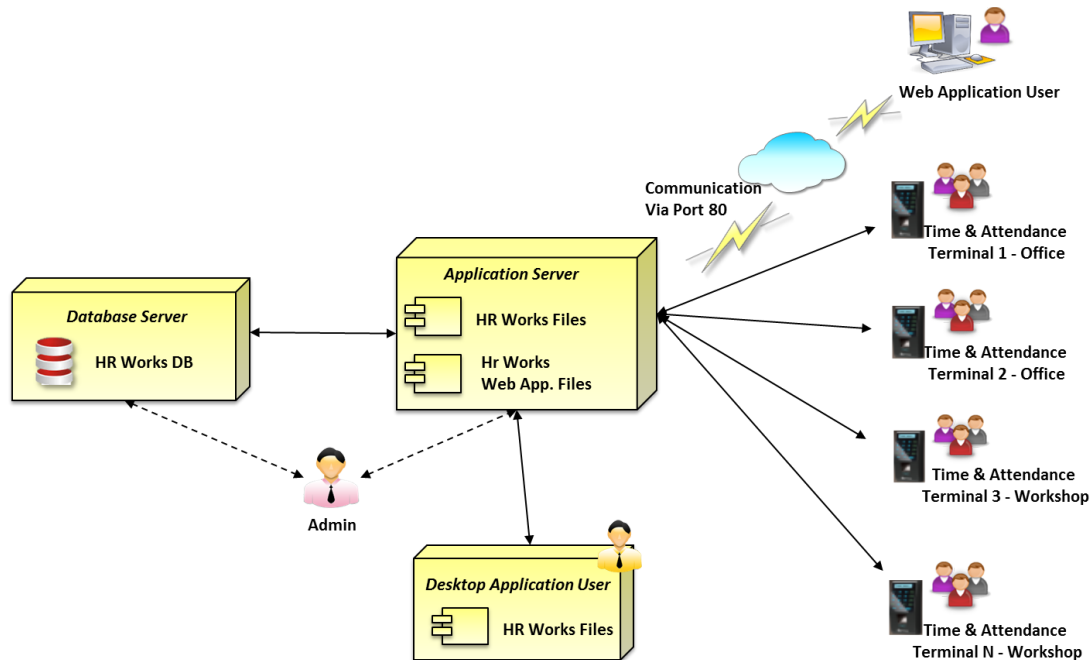 Web Application User
Communication
Via Port 80
Time & Attendance
Terminal 1 - Office
Application Server
HR Works Files
Hr Works
Web App. Files
Database Server
HR Works DB
Time & Attendance
Terminal 2 - Office
Time & Attendance
Terminal 3 - Workshop
Admin
Desktop Application User
HR Works Files
Time & Attendance
Terminal N - Workshop